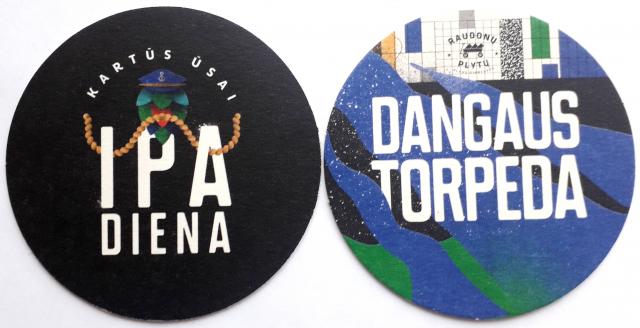 KARTŪS ŪSAI
IPA
DIENA
RAUDONŲ
PLYTŲ
DANGAUS
TORPEDA